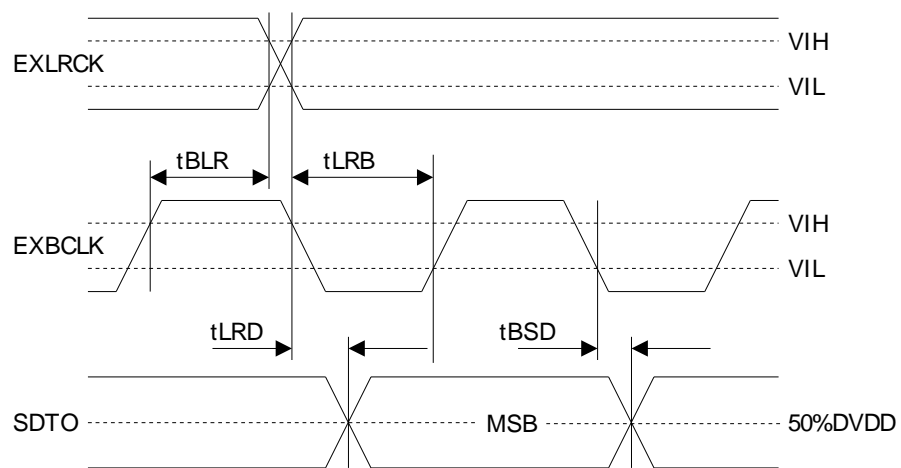 EXLRCK
VIH
VIL
tBLR
tLRB
EXBCLK
VIH
VIL
tLRD
tBSD
SDTO
MSB
50%DVDD